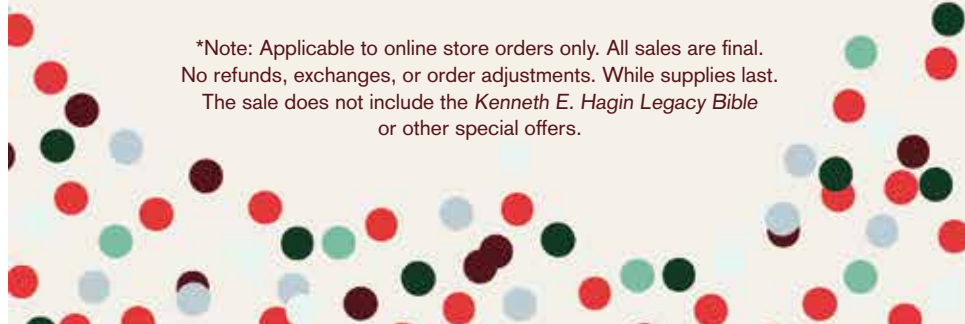 *Note: Applicable to online store orders only. All sales are final.
No refunds, exchanges, or order adjustments. While supplies last.
The sale does not include the Kenneth E. Hagin Legacy Bible
or other special offers.